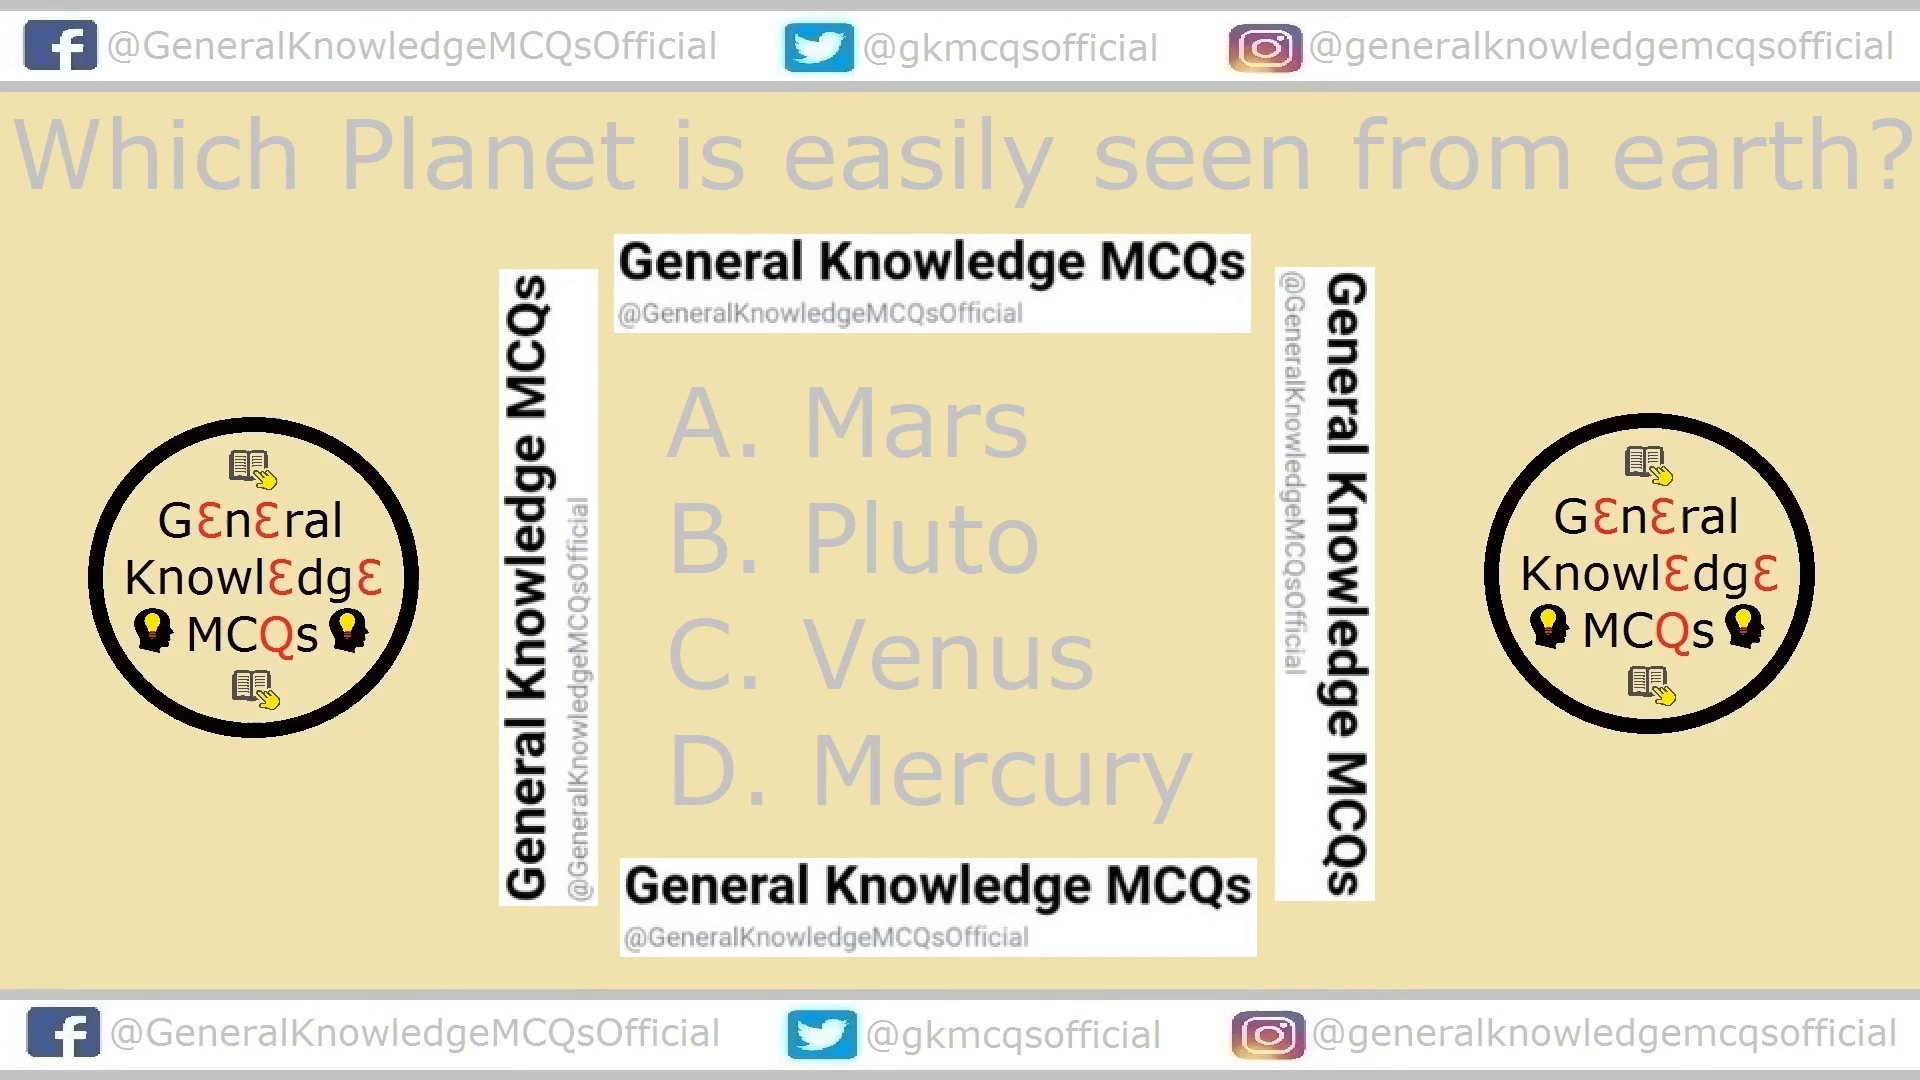 @GeneralKnowledgeMCQsOfficial @gkmcqsofficial @generalknowledgemcqsofficial
Which Planet is easily seen from earth?
General Knowledge MCQs
@GeneralKnowledgeMCQsOfficial
General Knowledge MCQs
@GeneralKnowledgeMCQsOfficial
General Knowledge MCQs
@GeneralKnowledgeMCQsOfficial
A. Mars
B. Pluto
C. Venus
D. Mercury
GƐnƐral
KnowlƐdgƐ
MCQs
GƐnƐral
KnowlƐdgƐ
MCQs
General Knowledge MCQs
@GeneralKnowledgeMCQsOfficial
@GeneralKnowledgeMCQsOfficial @gkmcqsofficial @generalknowledgemcqsofficial